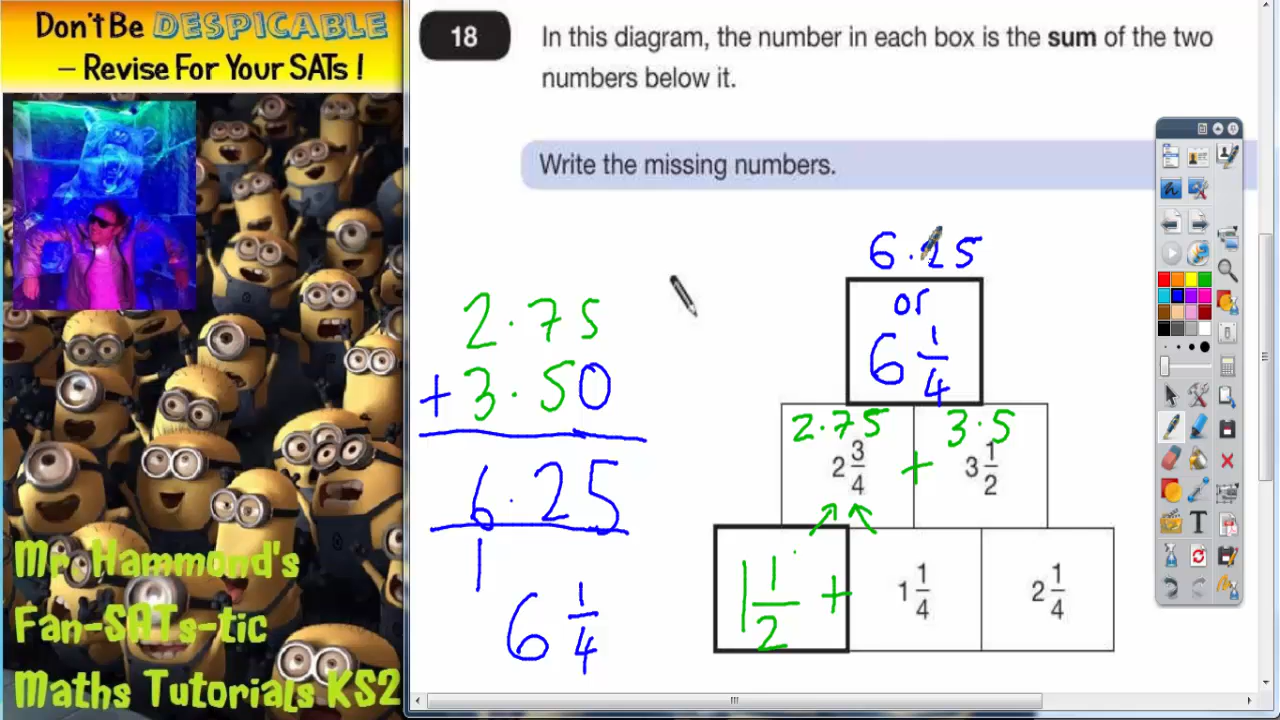 Don't Be DESPICABLE
– Revise For Your SATs !
Mr Hammond's
Fan-SATs-tic
Maths Tutorials KS2
18
In this diagram, the number in each box is the sum of the two
numbers below it.
Write the missing numbers.
2.75
+ 3.50
6.25
1
6 1/4
6.25
or
6 1/4
2.75 3.5
2 3/4 + 3 1/2
1 1/2 + 1 1/4 2 1/4